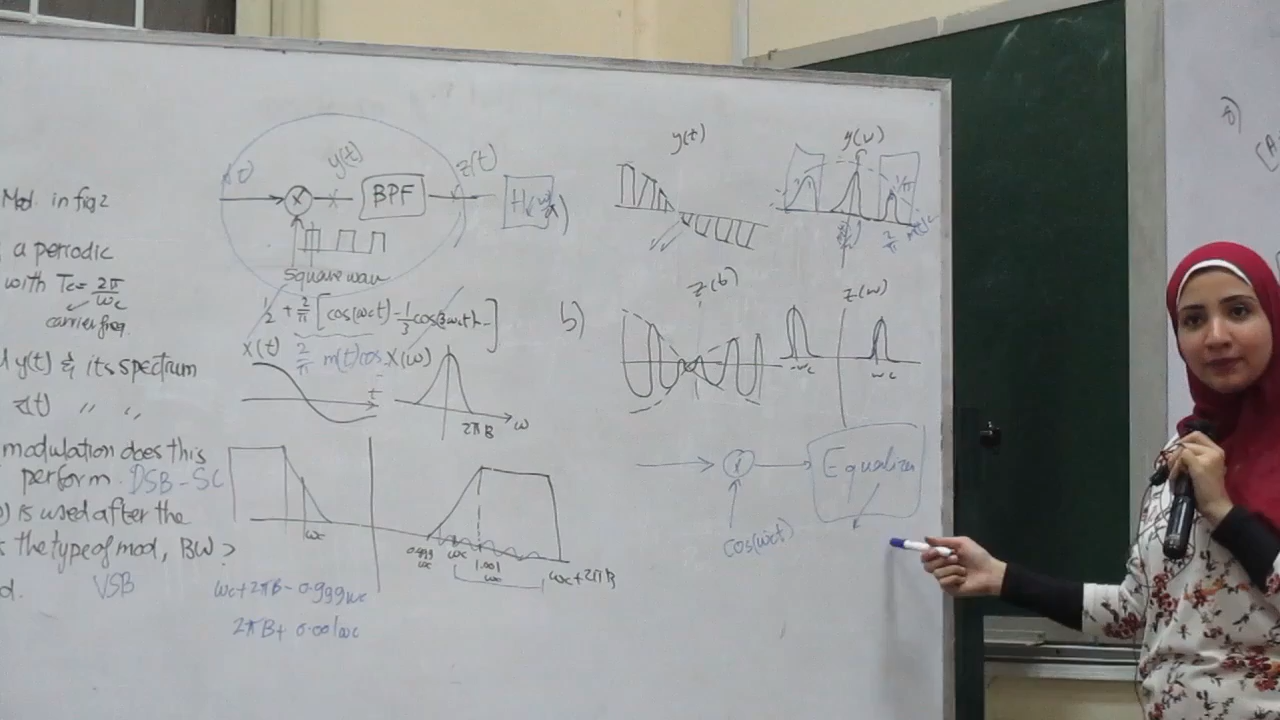 Mod. in fig 2
a periodic
with Tc = 2π/ωc
carrier freq.
y(t) & its spectrum
z(t) " "
modulation does this
perform DSB-SC
is used after the
the type of mod, BW?
VSB
y(t)
BPF
z(t)
H(ω)
square wave
1/2 + 2/π [cos(ωct) - 1/3 cos(3ωct) + -]
2/π m(t) cos
x(t)
t
X(ω)
2πB
ω
ωc
0.999 ωc
ωc
1.001 ωc
ωc+2πB
ωc+2πB - 0.999ωc
2πB + 0.001ωc
y(t)
y(ω)
2/π
b)
z(t)
z(ω)
-ωc
ωc
x
Equalizer
cos(ωct)